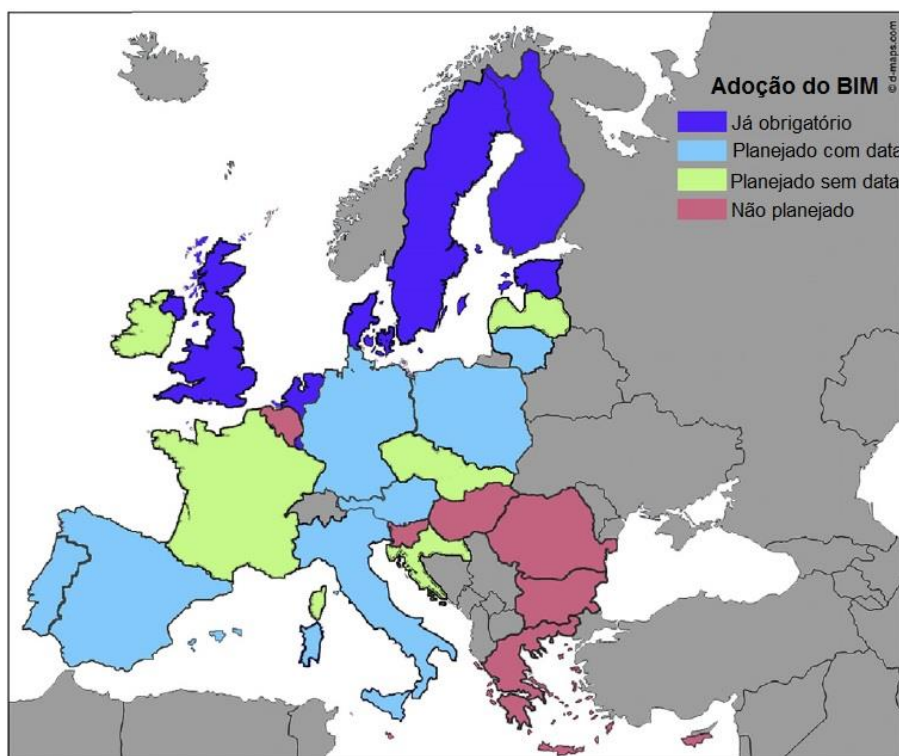 © d-maps.com
Adoção do BIM
Já obrigatório
Planejado com data
Planejado sem data
Não planejado